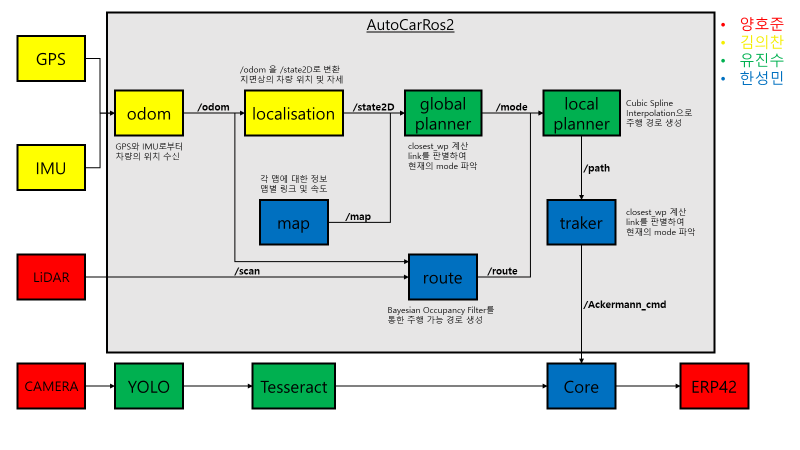 AutoCarRos2
• 양호준
• 김의찬
• 유진수
• 한성민
GPS
IMU
LiDAR
CAMERA
odom
GPS와 IMU로부터
차량의 위치 수신
/odom
/odom 을 /state2D로 변환
지면상의 차량 위치 및 자세
localisation
/state2D
global
planner
closest_wp 계산
link를 판별하여
현재의 mode 파악
/mode
local
planner
Cubic Spline
Interpolation으로
주행 경로 생성
각 맵에 대한 정보
맵별 링크 및 속도
map
/map
/path
traker
closest_wp 계산
link를 판별하여
현재의 mode 파악
/scan
route
/route
Bayesian Occupancy Filter를
통한 주행 가능 경로 생성
/Ackermann_cmd
YOLO
Tesseract
Core
ERP42